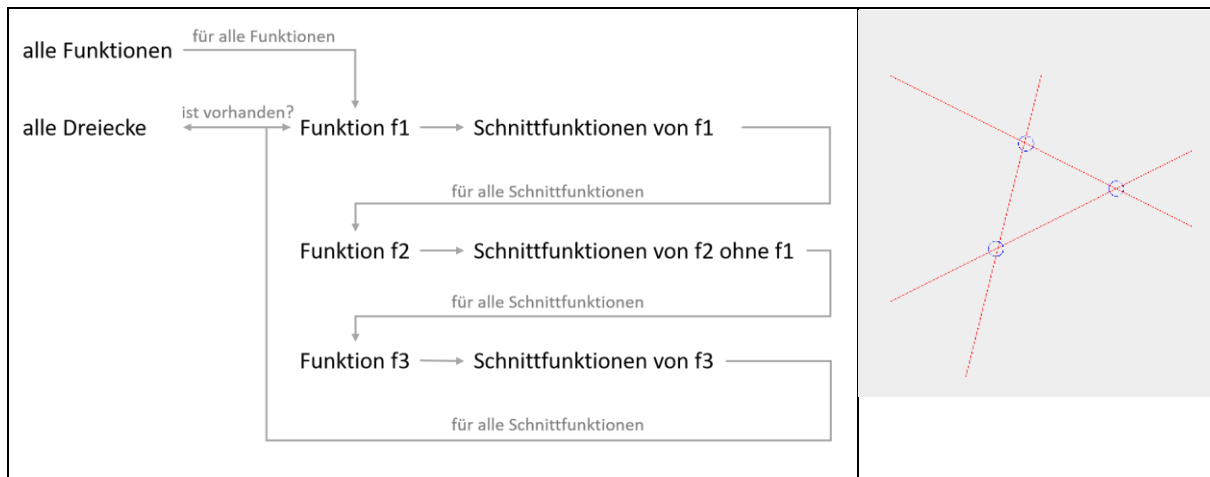 für alle Funktionen
alle Funktionen
ist vorhanden?
alle Dreiecke
Funktion f1
Schnittfunktionen von f1
für alle Schnittfunktionen
Funktion f2
Schnittfunktionen von f2 ohne f1
für alle Schnittfunktionen
Funktion f3
Schnittfunktionen von f3
für alle Schnittfunktionen